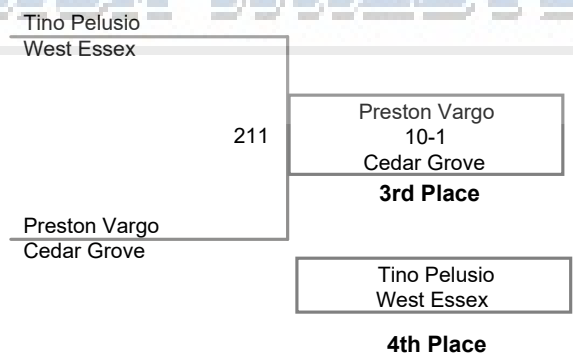 Tino Pelusio
West Essex
211
Preston Vargo
10-1
Cedar Grove
3rd Place
Preston Vargo
Cedar Grove
Tino Pelusio
West Essex
4th Place